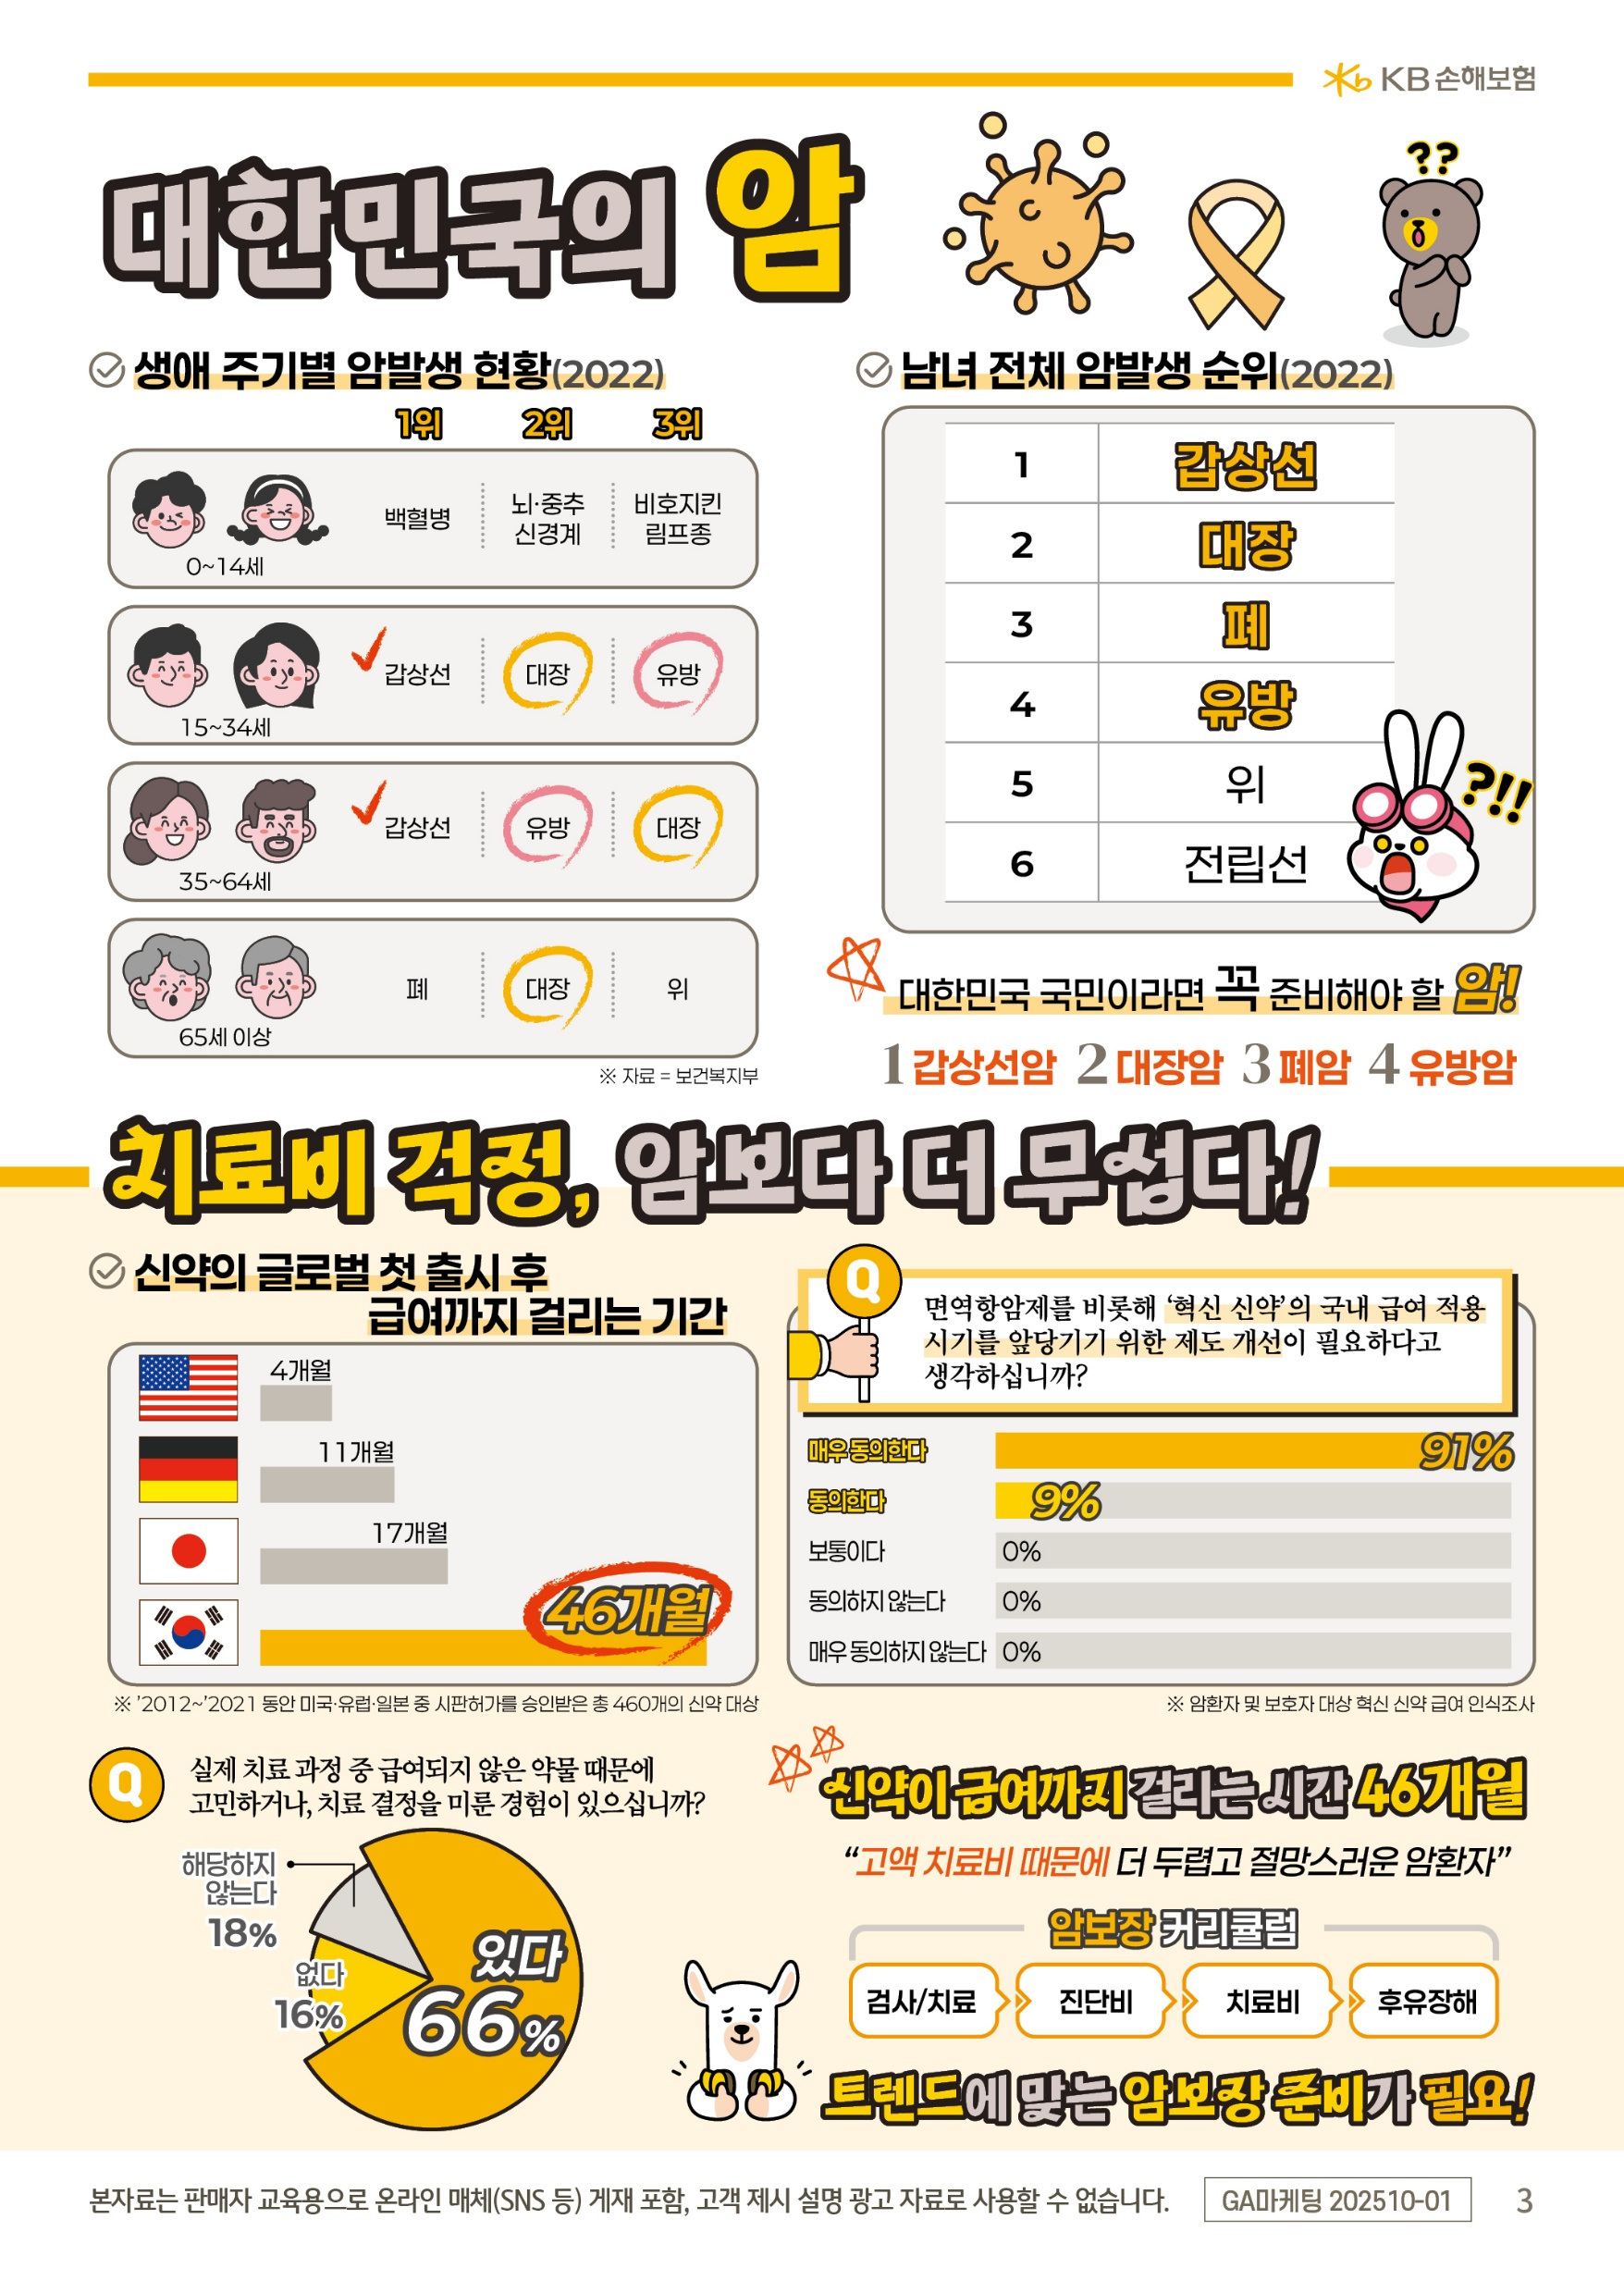 KB손해보험
대한민국의 암
??
생애 주기별 암발생 현황(2022)
1위 2위 3위
백혈병 뇌·중추 신경계 비호지킨 림프종
0~14세
갑상선 대장 유방
15~34세
갑상선 유방 대장
35~64세
폐 대장 위
65세 이상
※ 자료 = 보건복지부
남녀 전체 암발생 순위(2022)
1 갑상선
2 대장
3 폐
4 유방
5 위
6 전립선
?!!
대한민국 국민이라면 꼭 준비해야 할 암!
1 갑상선암 2 대장암 3 폐암 4 유방암
치료비 걱정, 암보다 더 무섭다!
신약의 글로벌 첫 출시 후
급여까지 걸리는 기간
4개월
11개월
17개월
46개월
※ ’2012~’2021 동안 미국·유럽·일본 중 시판허가를 승인받은 총 460개의 신약 대상
Q
면역항암제를 비롯해 ‘혁신 신약’의 국내 급여 적용
시기를 앞당기기 위한 제도 개선이 필요하다고
생각하십니까?
매우 동의한다 91%
동의한다 9%
보통이다 0%
동의하지 않는다 0%
매우 동의하지 않는다 0%
※ 암환자 및 보호자 대상 혁신 신약 급여 인식조사
Q
실제 치료 과정 중 급여되지 않은 약물 때문에
고민하거나, 치료 결정을 미룬 경험이 있으십니까?
해당하지
않는다
18%
없다
16%
있다
66%
신약이 급여까지 걸리는 시간 46개월
“고액 치료비 때문에 더 두렵고 절망스러운 암환자”
암보장 커리큘럼
검사/치료 진단비 치료비 후유장해
트렌드에 맞는 암보장 준비가 필요!
본자료는 판매자 교육용으로 온라인 매체(SNS 등) 게재 포함, 고객 제시 설명 광고 자료로 사용할 수 없습니다.
GA마케팅 202510-01
3